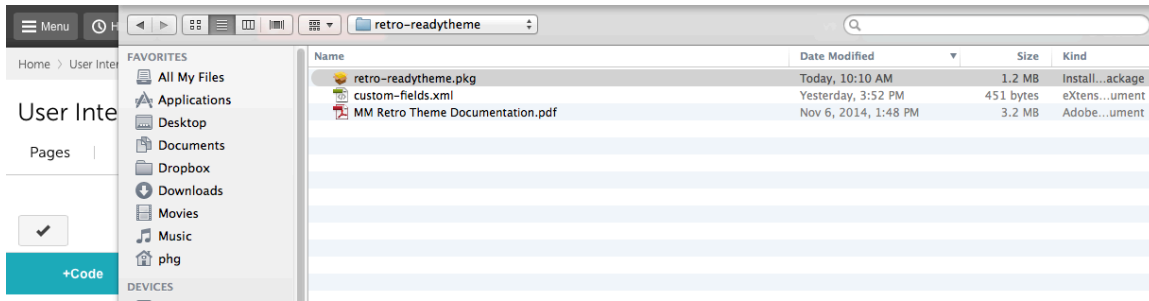 Menu
H
retro-readytheme
Home > User Inter
User Inte
Pages
+Code
FAVORITES
All My Files
Applications
Desktop
Documents
Dropbox
Downloads
Movies
Music
phg
DEVICES
Name Date Modified Size Kind
retro-readytheme.pkg Today, 10:10 AM 1.2 MB Install...ackage
custom-fields.xml Yesterday, 3:52 PM 451 bytes eXtens...ument
MM Retro Theme Documentation.pdf Nov 6, 2014, 1:48 PM 3.2 MB Adobe...ument